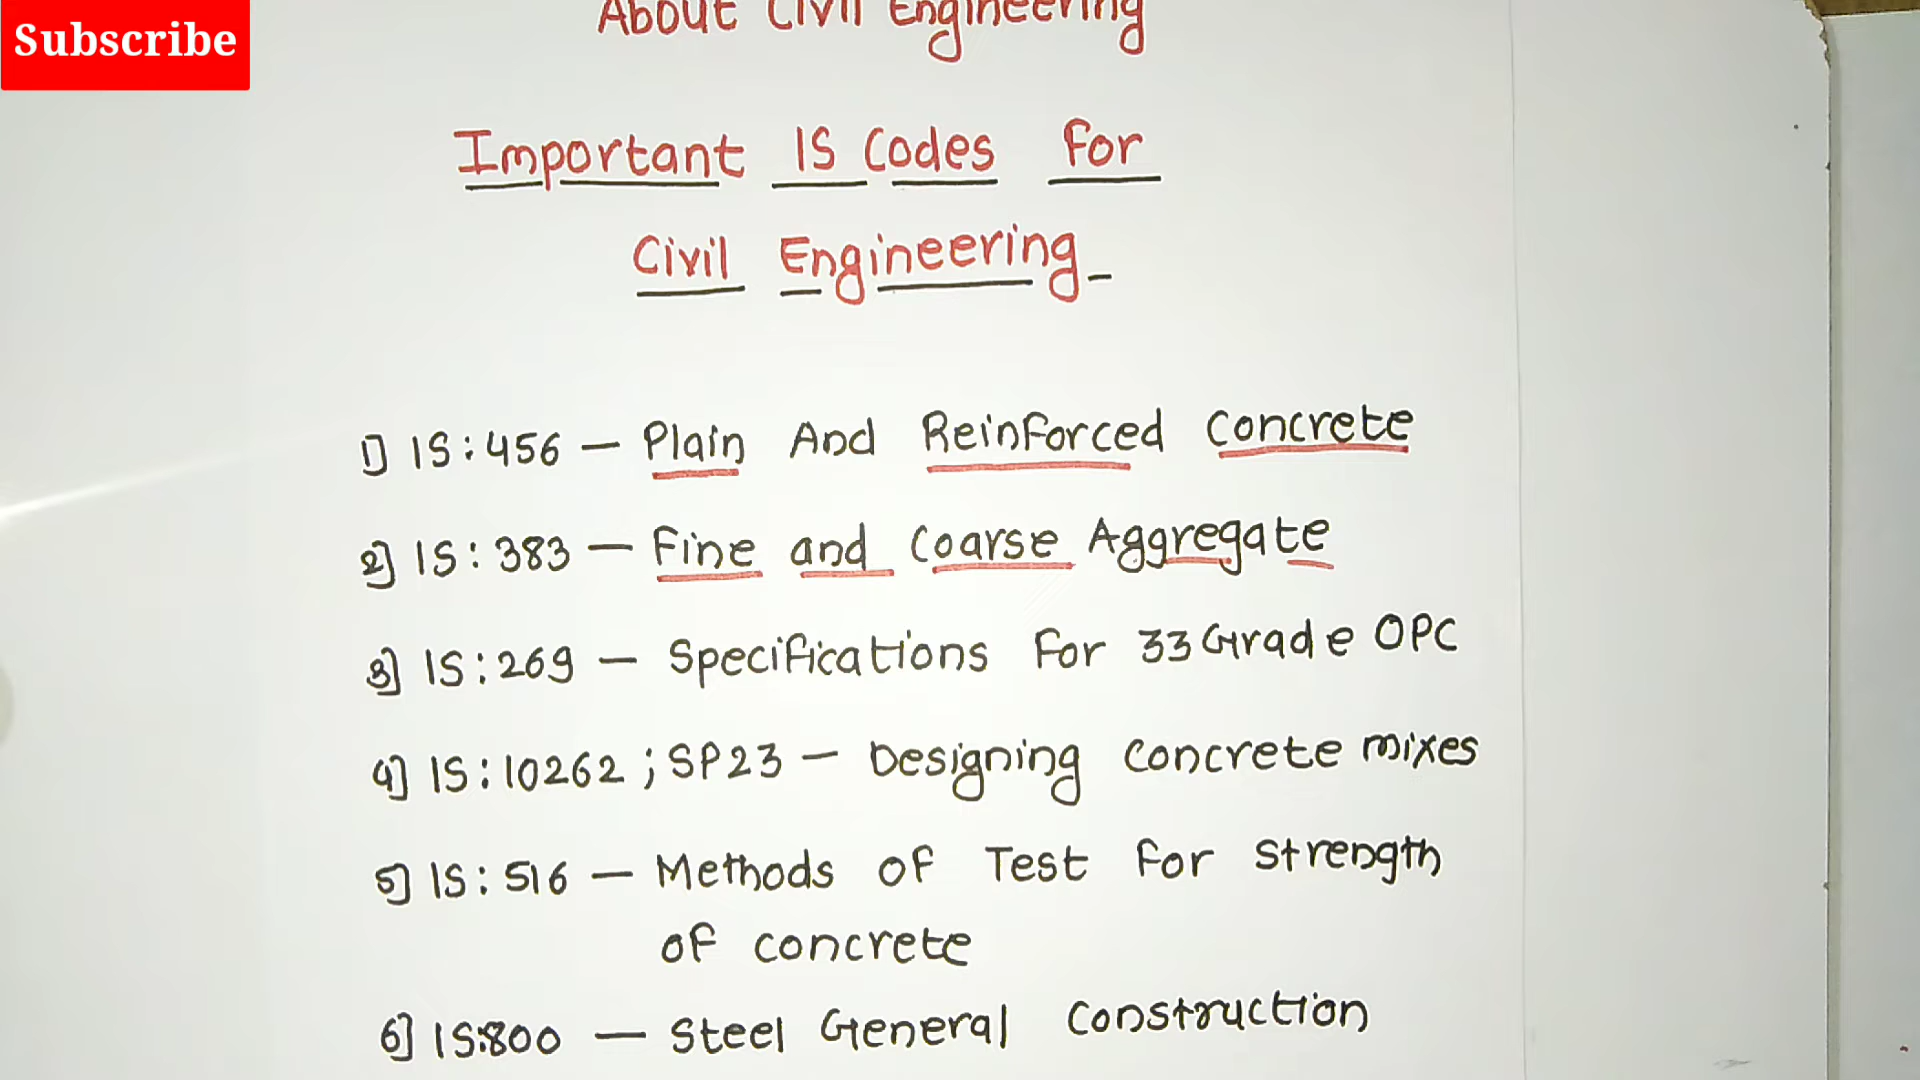 Subscribe
About Civil Engineering
Important IS Codes For
Civil Engineering
1] IS:456 – Plain And Reinforced Concrete
2] IS:383 – Fine and Coarse Aggregate
3] IS:269 – Specifications For 33 Grade OPC
4] IS:10262; SP23 – Designing Concrete mixes
5] IS:516 – Methods of Test For strength
of concrete
6] IS:800 – Steel General Construction